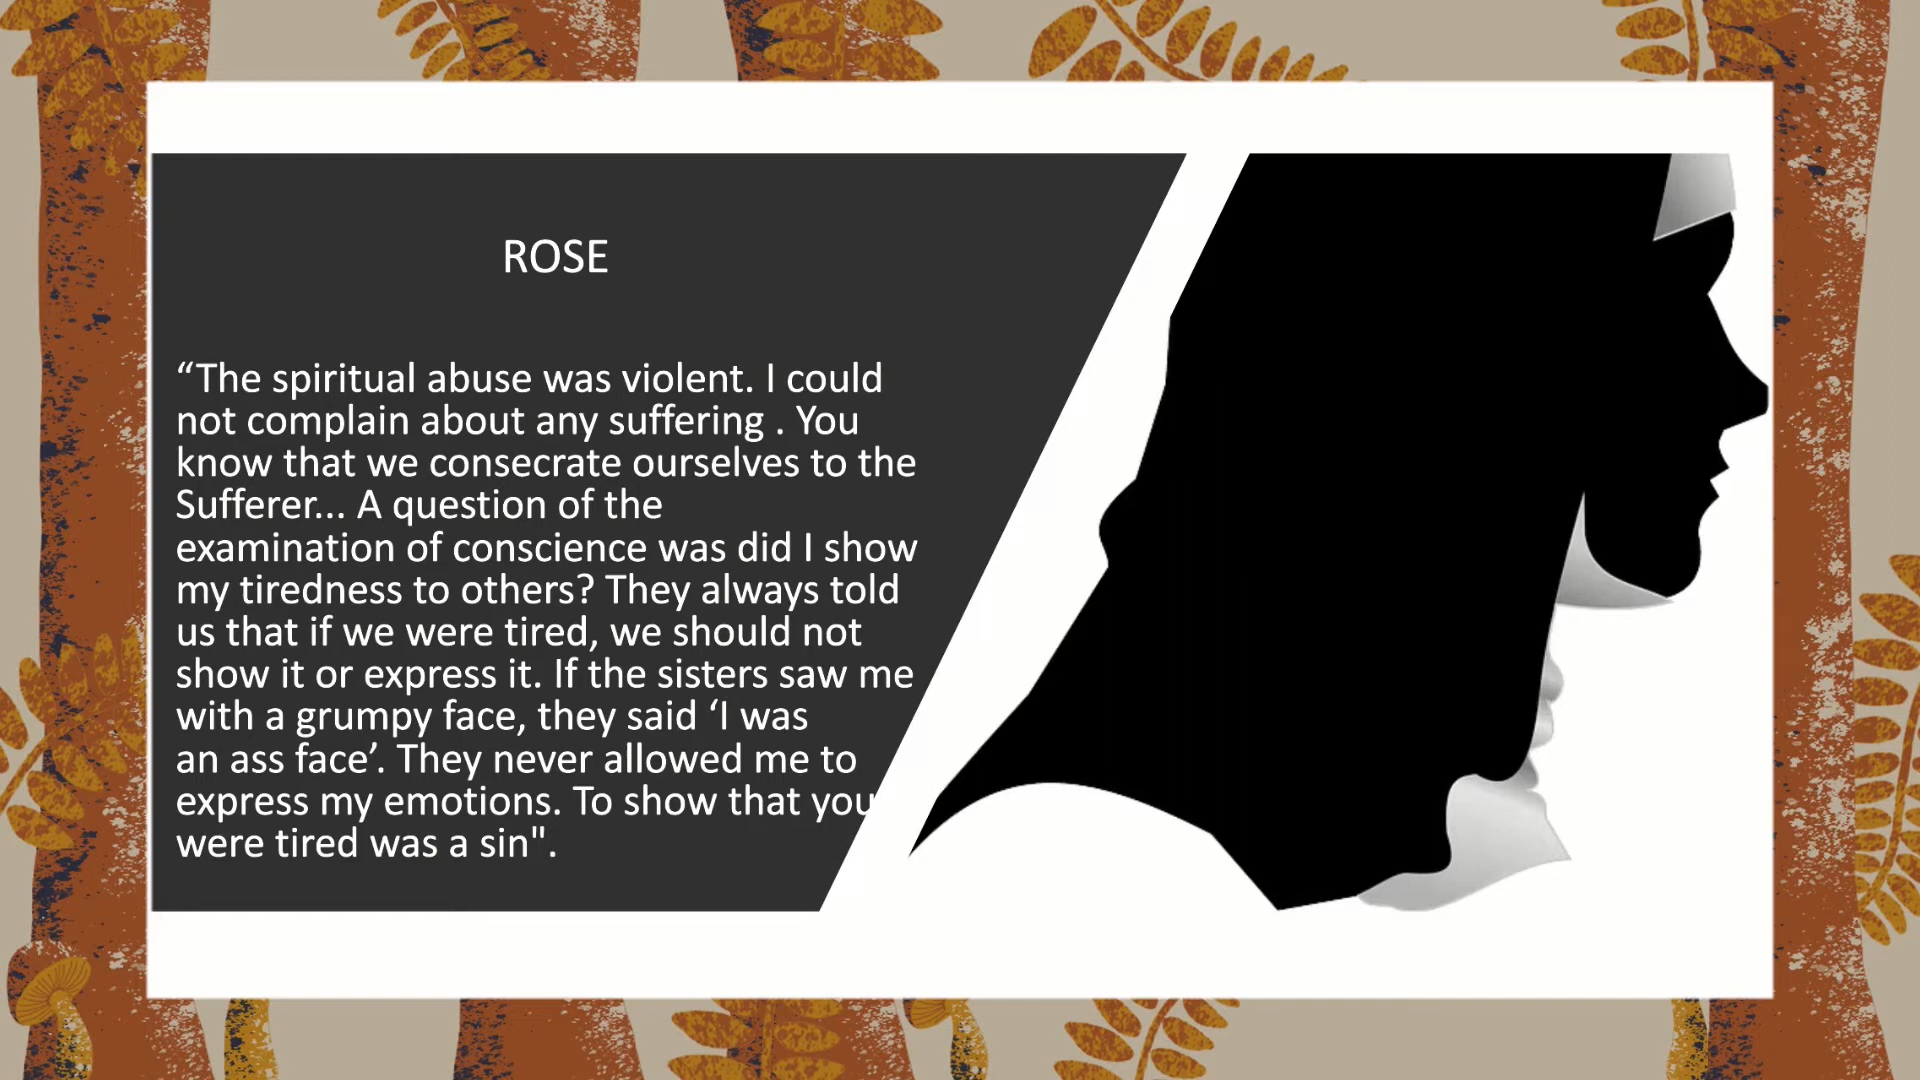 ROSE
“The spiritual abuse was violent. I could
not complain about any suffering . You
know that we consecrate ourselves to the
Sufferer... A question of the
examination of conscience was did I show
my tiredness to others? They always told
us that if we were tired, we should not
show it or express it. If the sisters saw me
with a grumpy face, they said ‘I was
an ass face’. They never allowed me to
express my emotions. To show that you
were tired was a sin".